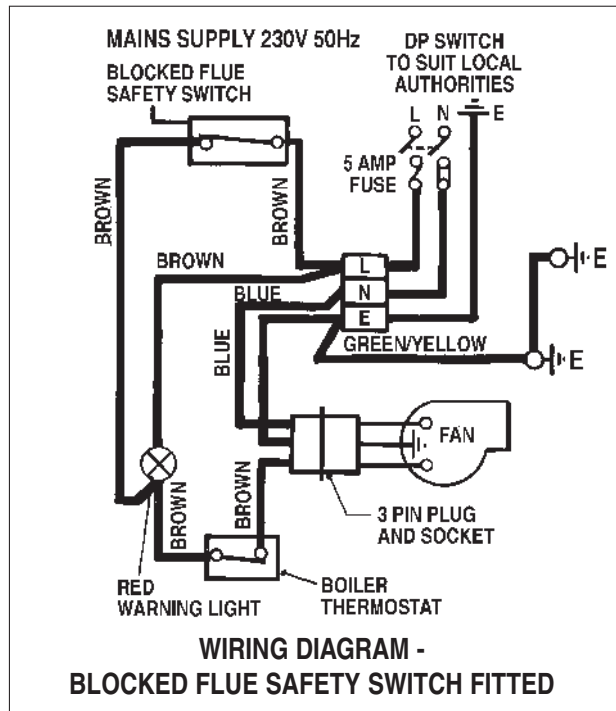 MAINS SUPPLY 230V 50Hz
BLOCKED FLUE
SAFETY SWITCH
DP SWITCH
TO SUIT LOCAL
AUTHORITIES
L N
E
5 AMP
FUSE
BROWN
BROWN
BROWN
L
N
E
BLUE
BLUE
GREEN/YELLOW
E
E
FAN
BROWN
BROWN
3 PIN PLUG
AND SOCKET
RED
WARNING LIGHT
BOILER
THERMOSTAT
WIRING DIAGRAM -
BLOCKED FLUE SAFETY SWITCH FITTED